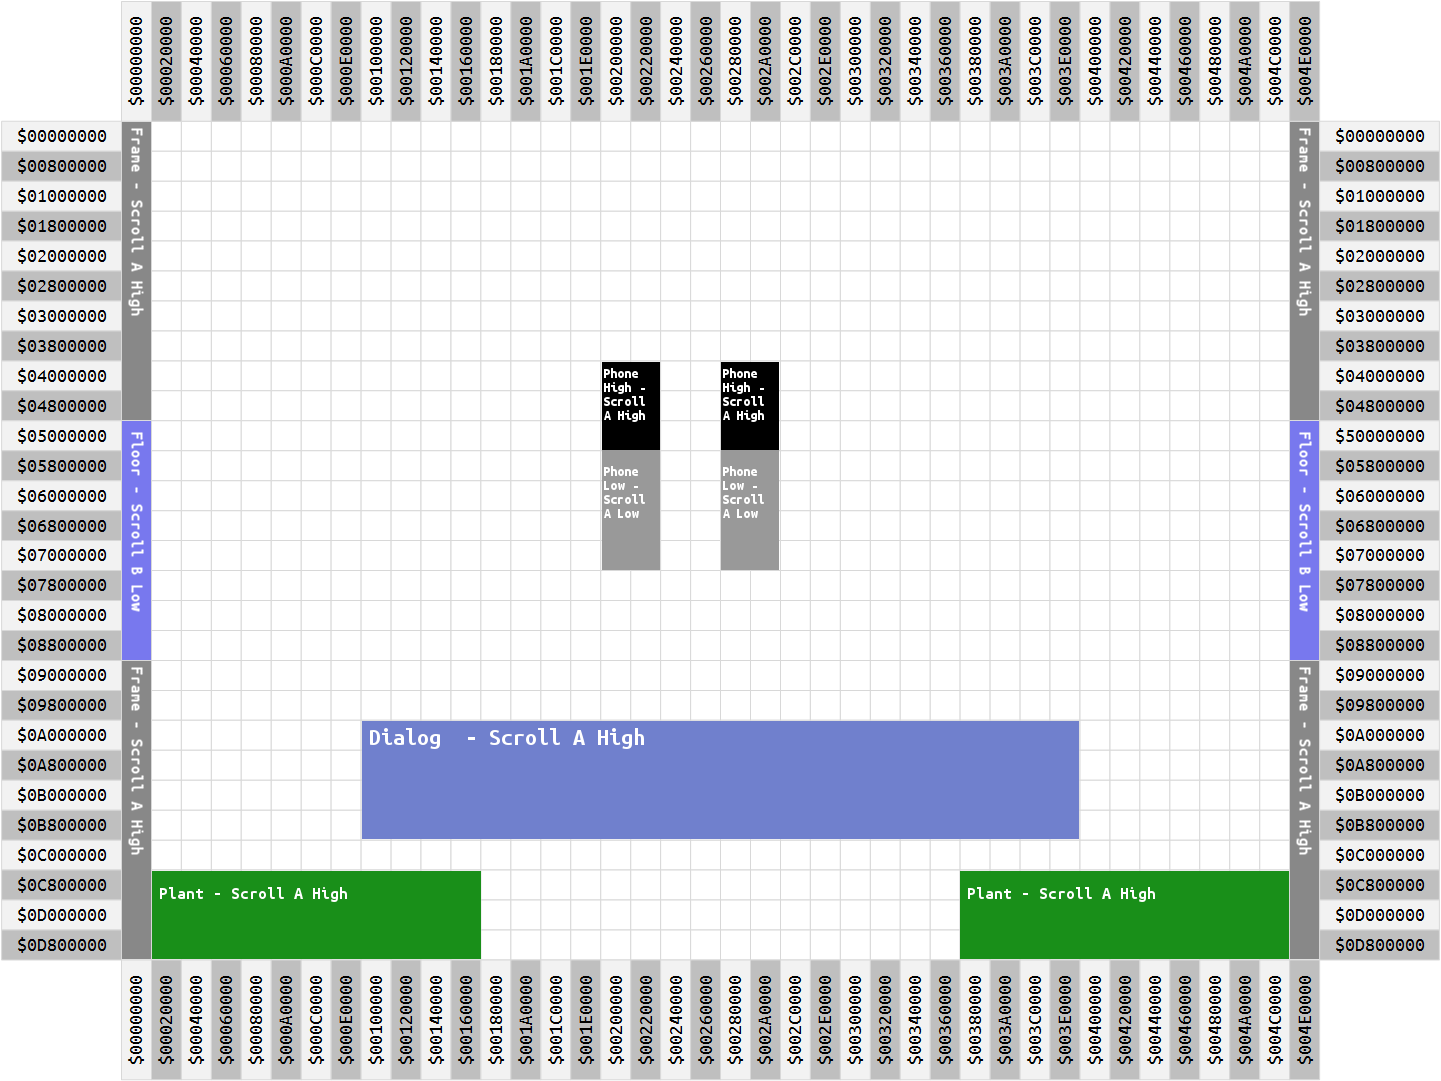 $00000000 $00020000 $00040000 $00060000 $00080000 $000A0000 $000C0000 $000E0000 $00100000 $00120000 $00140000 $00160000 $00180000 $001A0000 $001C0000 $001E0000 $00200000 $00220000 $00240000 $00260000 $00280000 $002A0000 $002C0000 $002E0000 $00300000 $00320000 $00340000 $00360000 $00380000 $003A0000 $003C0000 $003E0000 $00400000 $00420000 $00440000 $00460000 $00480000 $004A0000 $004C0000 $004E0000
$00000000
$00800000
$01000000
$01800000
$02000000
$02800000
$03000000
$03800000
$04000000
$04800000
$05000000
$05800000
$06000000
$06800000
$07000000
$07800000
$08000000
$08800000
$09000000
$09800000
$0A000000
$0A800000
$0B000000
$0B800000
$0C000000
$0C800000
$0D000000
$0D800000
Frame - Scroll A High
Floor - Scroll B Low
Frame - Scroll A High
Phone
High -
Scroll
A High
Phone
Low -
Scroll
A Low
Phone
High -
Scroll
A High
Phone
Low -
Scroll
A Low
Dialog  - Scroll A High
Plant - Scroll A High
Plant - Scroll A High
Frame - Scroll A High
Floor - Scroll B Low
Frame - Scroll A High
$00000000
$00800000
$01000000
$01800000
$02000000
$02800000
$03000000
$03800000
$04000000
$04800000
$50000000
$05800000
$06000000
$06800000
$07000000
$07800000
$08000000
$08800000
$09000000
$09800000
$0A000000
$0A800000
$0B000000
$0B800000
$0C000000
$0C800000
$0D000000
$0D800000
$00000000 $00020000 $00040000 $00060000 $00080000 $000A0000 $000C0000 $000E0000 $00100000 $00120000 $00140000 $00160000 $00180000 $001A0000 $001C0000 $001E0000 $00200000 $00220000 $00240000 $00260000 $00280000 $002A0000 $002C0000 $002E0000 $00300000 $00320000 $00340000 $00360000 $00380000 $003A0000 $003C0000 $003E0000 $00400000 $00420000 $00440000 $00460000 $00480000 $004A0000 $004C0000 $004E0000